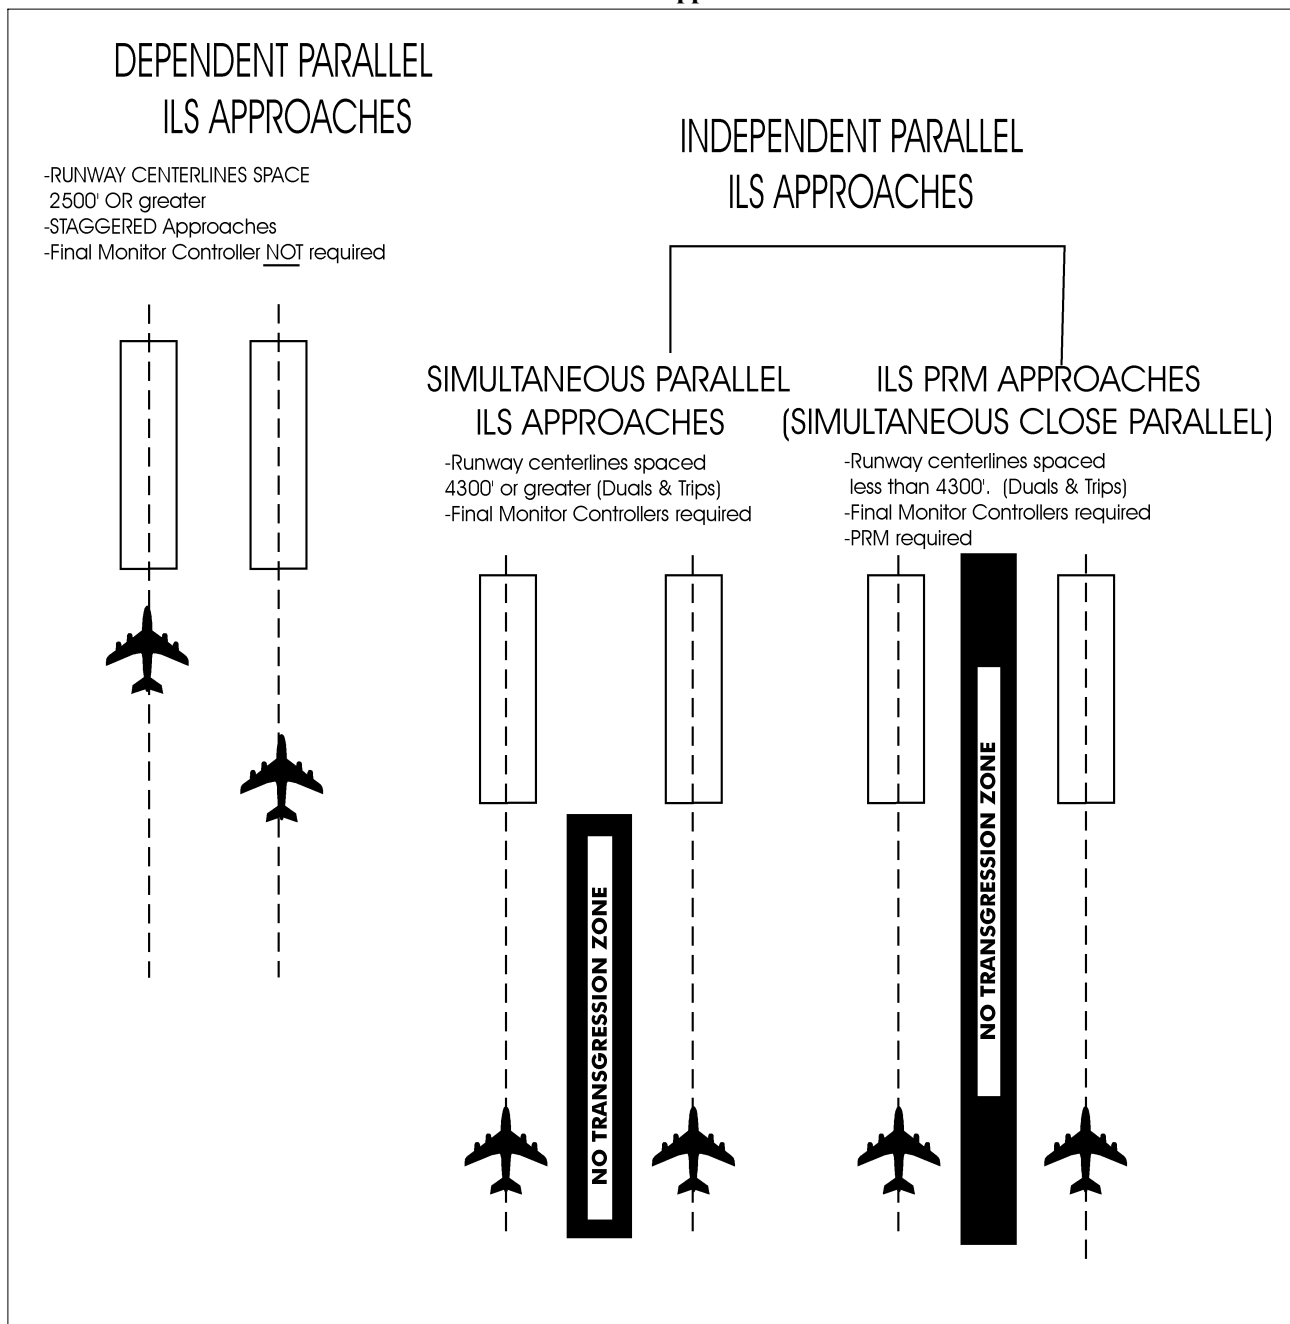 DEPENDENT PARALLEL
ILS APPROACHES
-RUNWAY CENTERLINES SPACE
2500' OR greater
-STAGGERED Approaches
-Final Monitor Controller NOT required
INDEPENDENT PARALLEL
ILS APPROACHES
SIMULTANEOUS PARALLEL
ILS APPROACHES
-Runway centerlines spaced
4300' or greater (Duals & Trips)
-Final Monitor Controllers required
NO TRANSGRESSION ZONE
ILS PRM APPROACHES
(SIMULTANEOUS CLOSE PARALLEL)
-Runway centerlines spaced
less than 4300'. (Duals & Trips)
-Final Monitor Controllers required
-PRM required
NO TRANSGRESSION ZONE